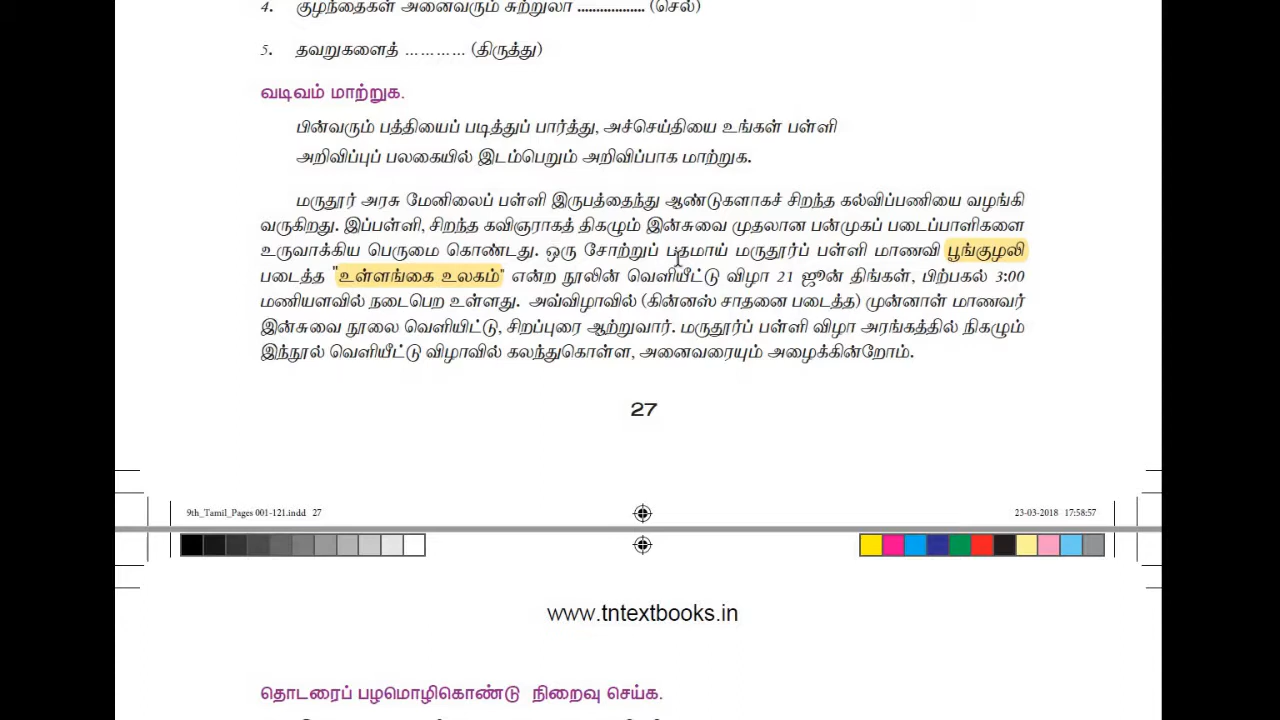 4. குழந்தைகள் அனைவரும் சுற்றுலா .................. (செல்)
5. தவறுகளைத் ………… (திருத்து)
வடிவம் மாற்றுக.
பின்வரும் பத்தியைப் படித்துப் பார்த்து, அச்செய்தியை உங்கள் பள்ளி
அறிவிப்புப் பலகையில் இடம்பெறும் அறிவிப்பாக மாற்றுக.
மருதூர் அரசு மேனிலைப் பள்ளி இருபத்தைந்து ஆண்டுகளாகச் சிறந்த கல்விப்பணியை வழங்கி
வருகிறது. இப்பள்ளி, சிறந்த கவிஞராகத் திகழும் இன்சுவை முதலான பன்முகப் படைப்பாளிகளை
உருவாக்கிய பெருமை கொண்டது. ஒரு சோற்றுப் பதமாய் மருதூர்ப் பள்ளி மாணவி பூங்குழலி
படைத்த "உள்ளங்கை உலகம்" என்ற நூலின் வெளியீட்டு விழா 21 ஜூன் திங்கள், பிற்பகல் 3:00
மணியளவில் நடைபெற உள்ளது. அவ்விழாவில் (கின்னஸ் சாதனை படைத்த) முன்னாள் மாணவர்
இன்சுவை நூலை வெளியிட்டு, சிறப்புரை ஆற்றுவார். மருதூர்ப் பள்ளி விழா அரங்கத்தில் நிகழும்
இந்நூல் வெளியீட்டு விழாவில் கலந்துகொள்ள, அனைவரையும் அழைக்கின்றோம்.
27
9th_Tamil_Pages 001-121.indd 27 23-03-2018 17:58:57
www.tntextbooks.in
தொடரைப் பழமொழிகொண்டு நிறைவு செய்க.